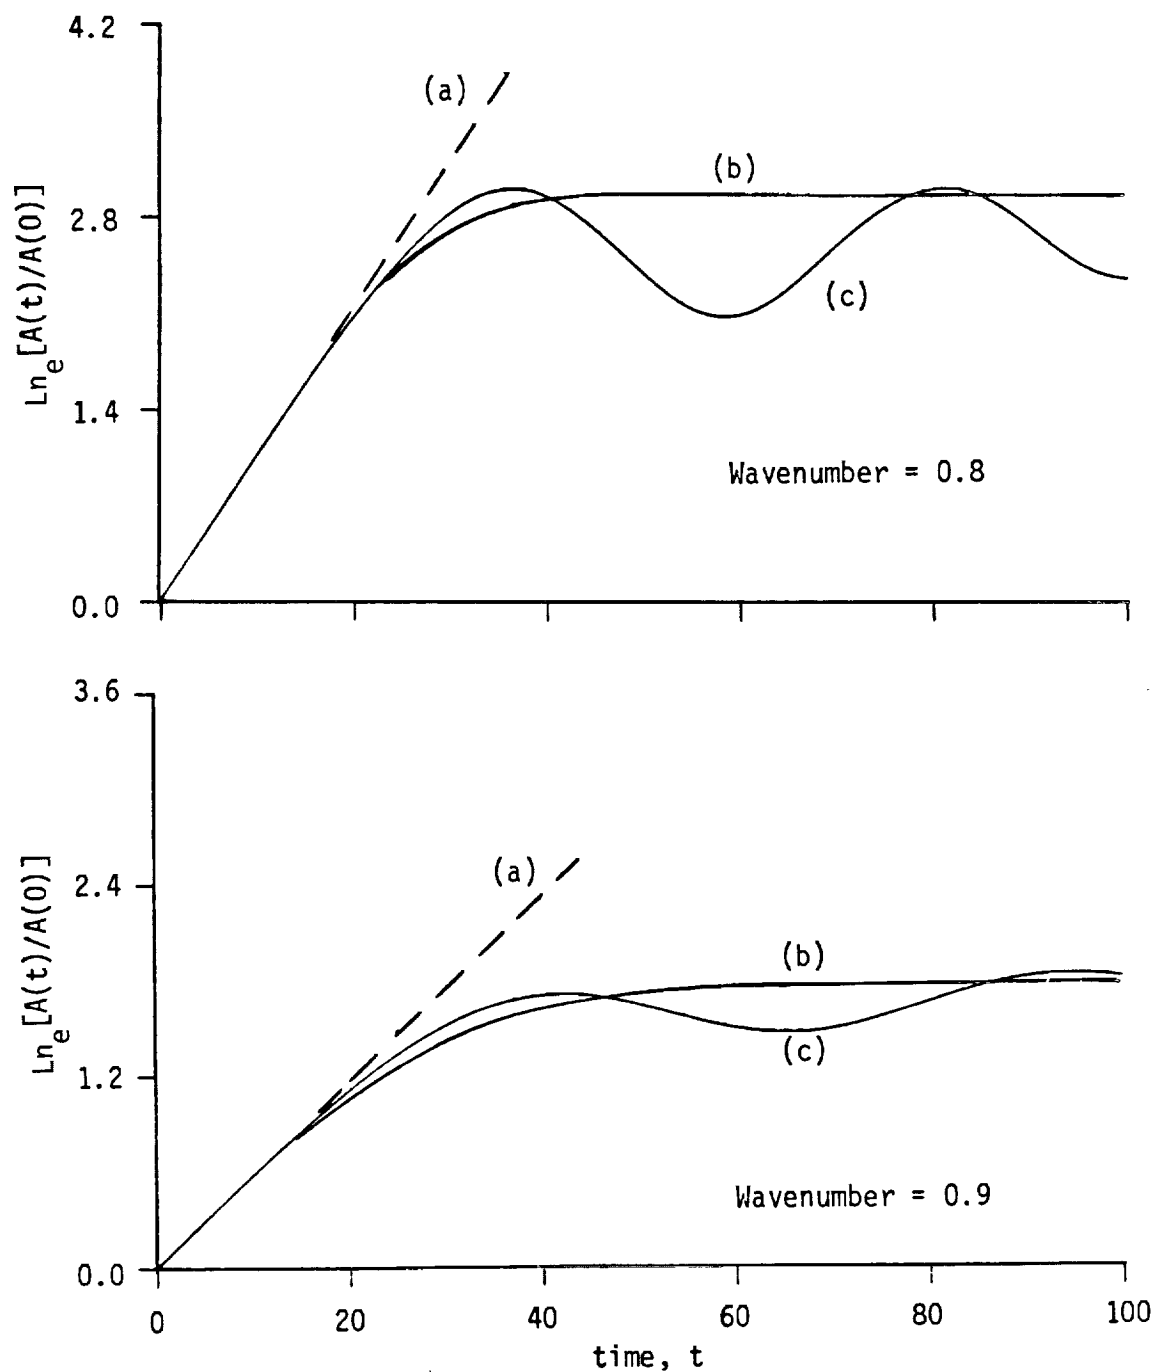 4.2
(a)
(b)
2.8
(c)
Ln_e[A(t)/A(0)]
1.4
Wavenumber = 0.8
0.0
3.6
(a)
2.4
(b)
(c)
Ln_e[A(t)/A(0)]
1.2
Wavenumber = 0.9
0.0
0 20 40 60 80 100
time, t